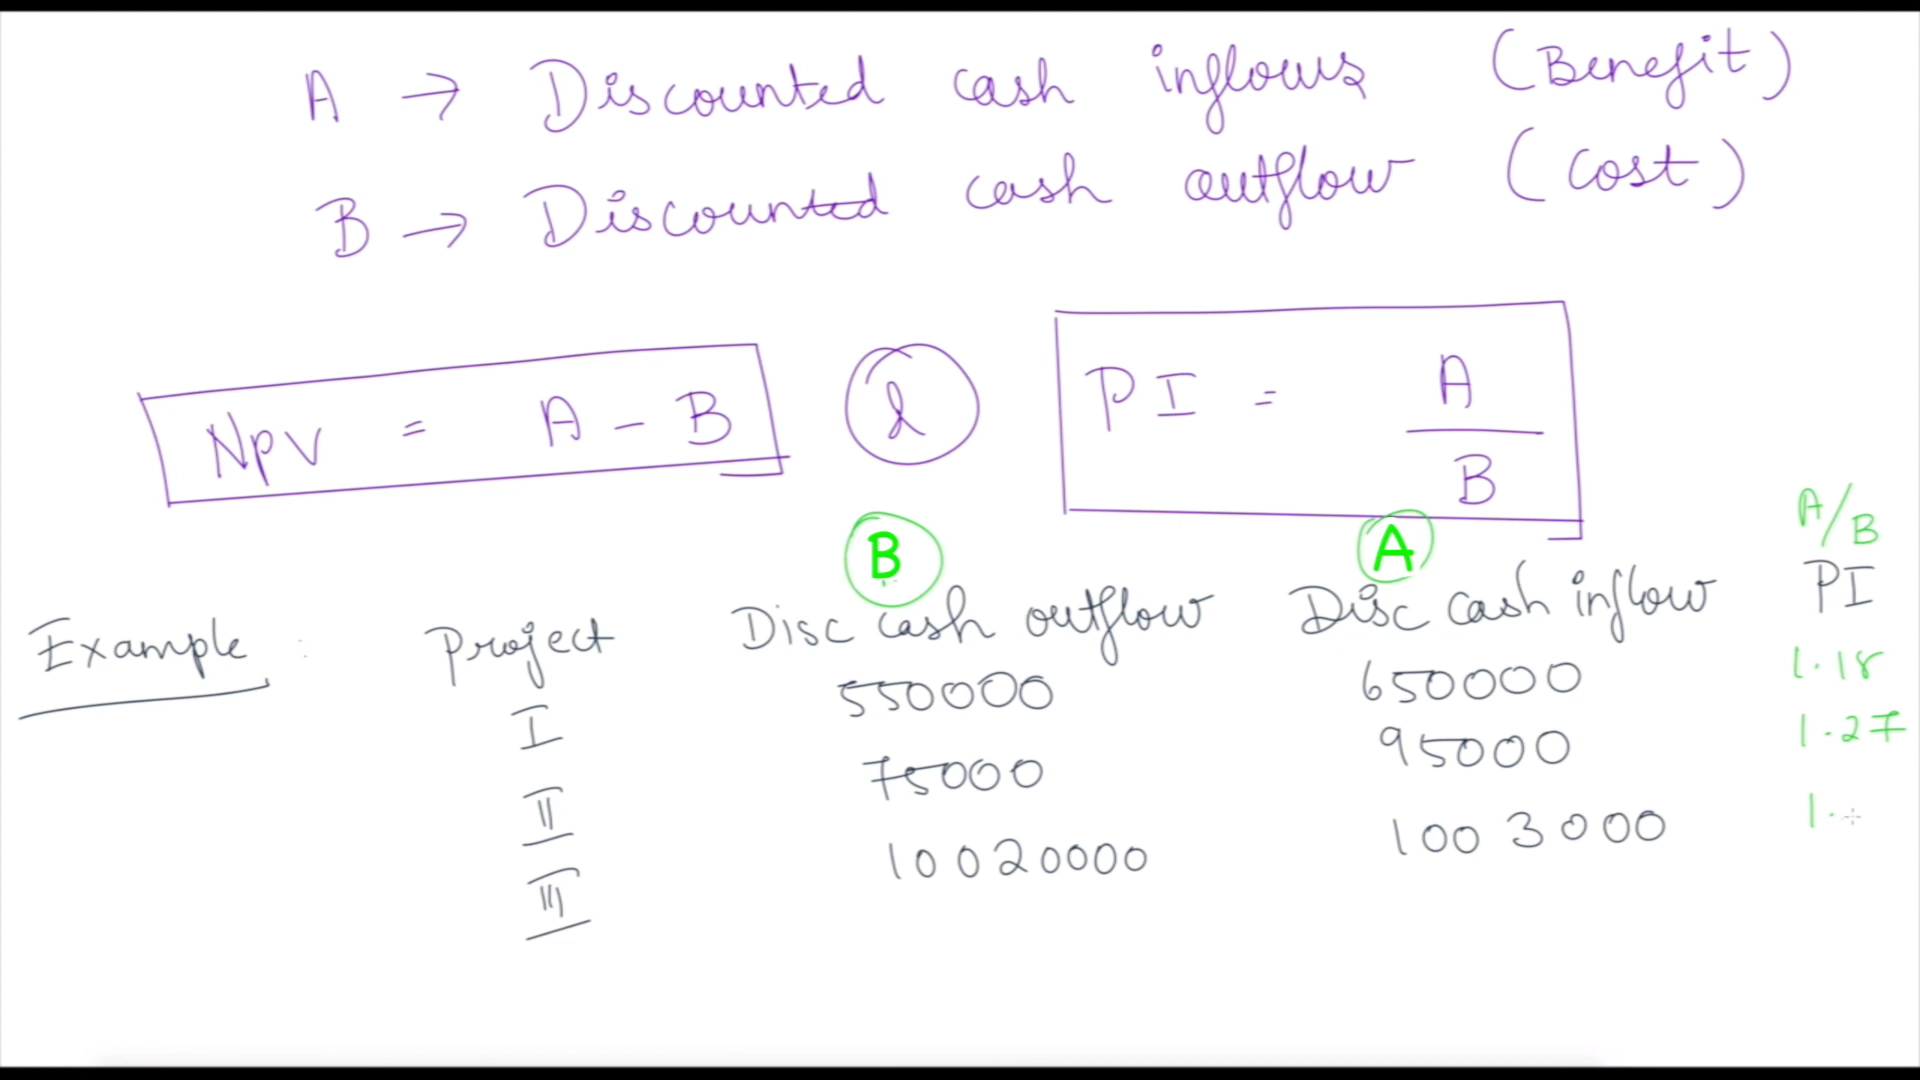 A → Discounted cash inflows (Benefit)
B → Discounted cash outflow (Cost)
NPV = A - B
PI = A / B
B A A/B
Example : Project Disc cash outflow Disc cash inflow PI
I 550000 650000 1.18
II 75000 95000 1.27
III 10020000 1003000 1.